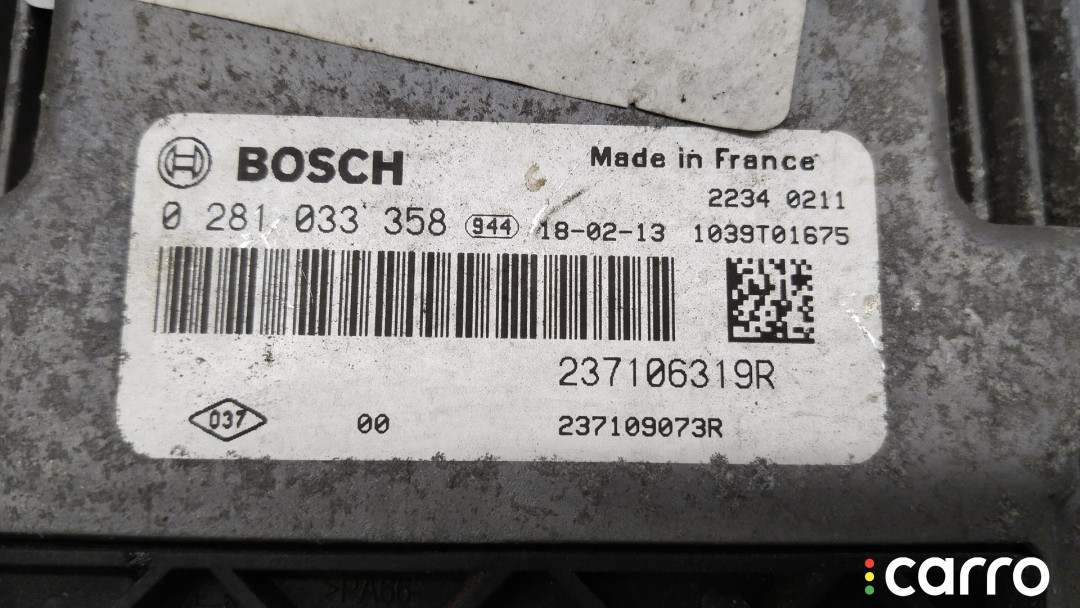 BOSCH
Made in France
2234 0211
0 281 033 358 944 18-02-13 1039T01675
237106319R
037 00 237109073R
>PA66
carro